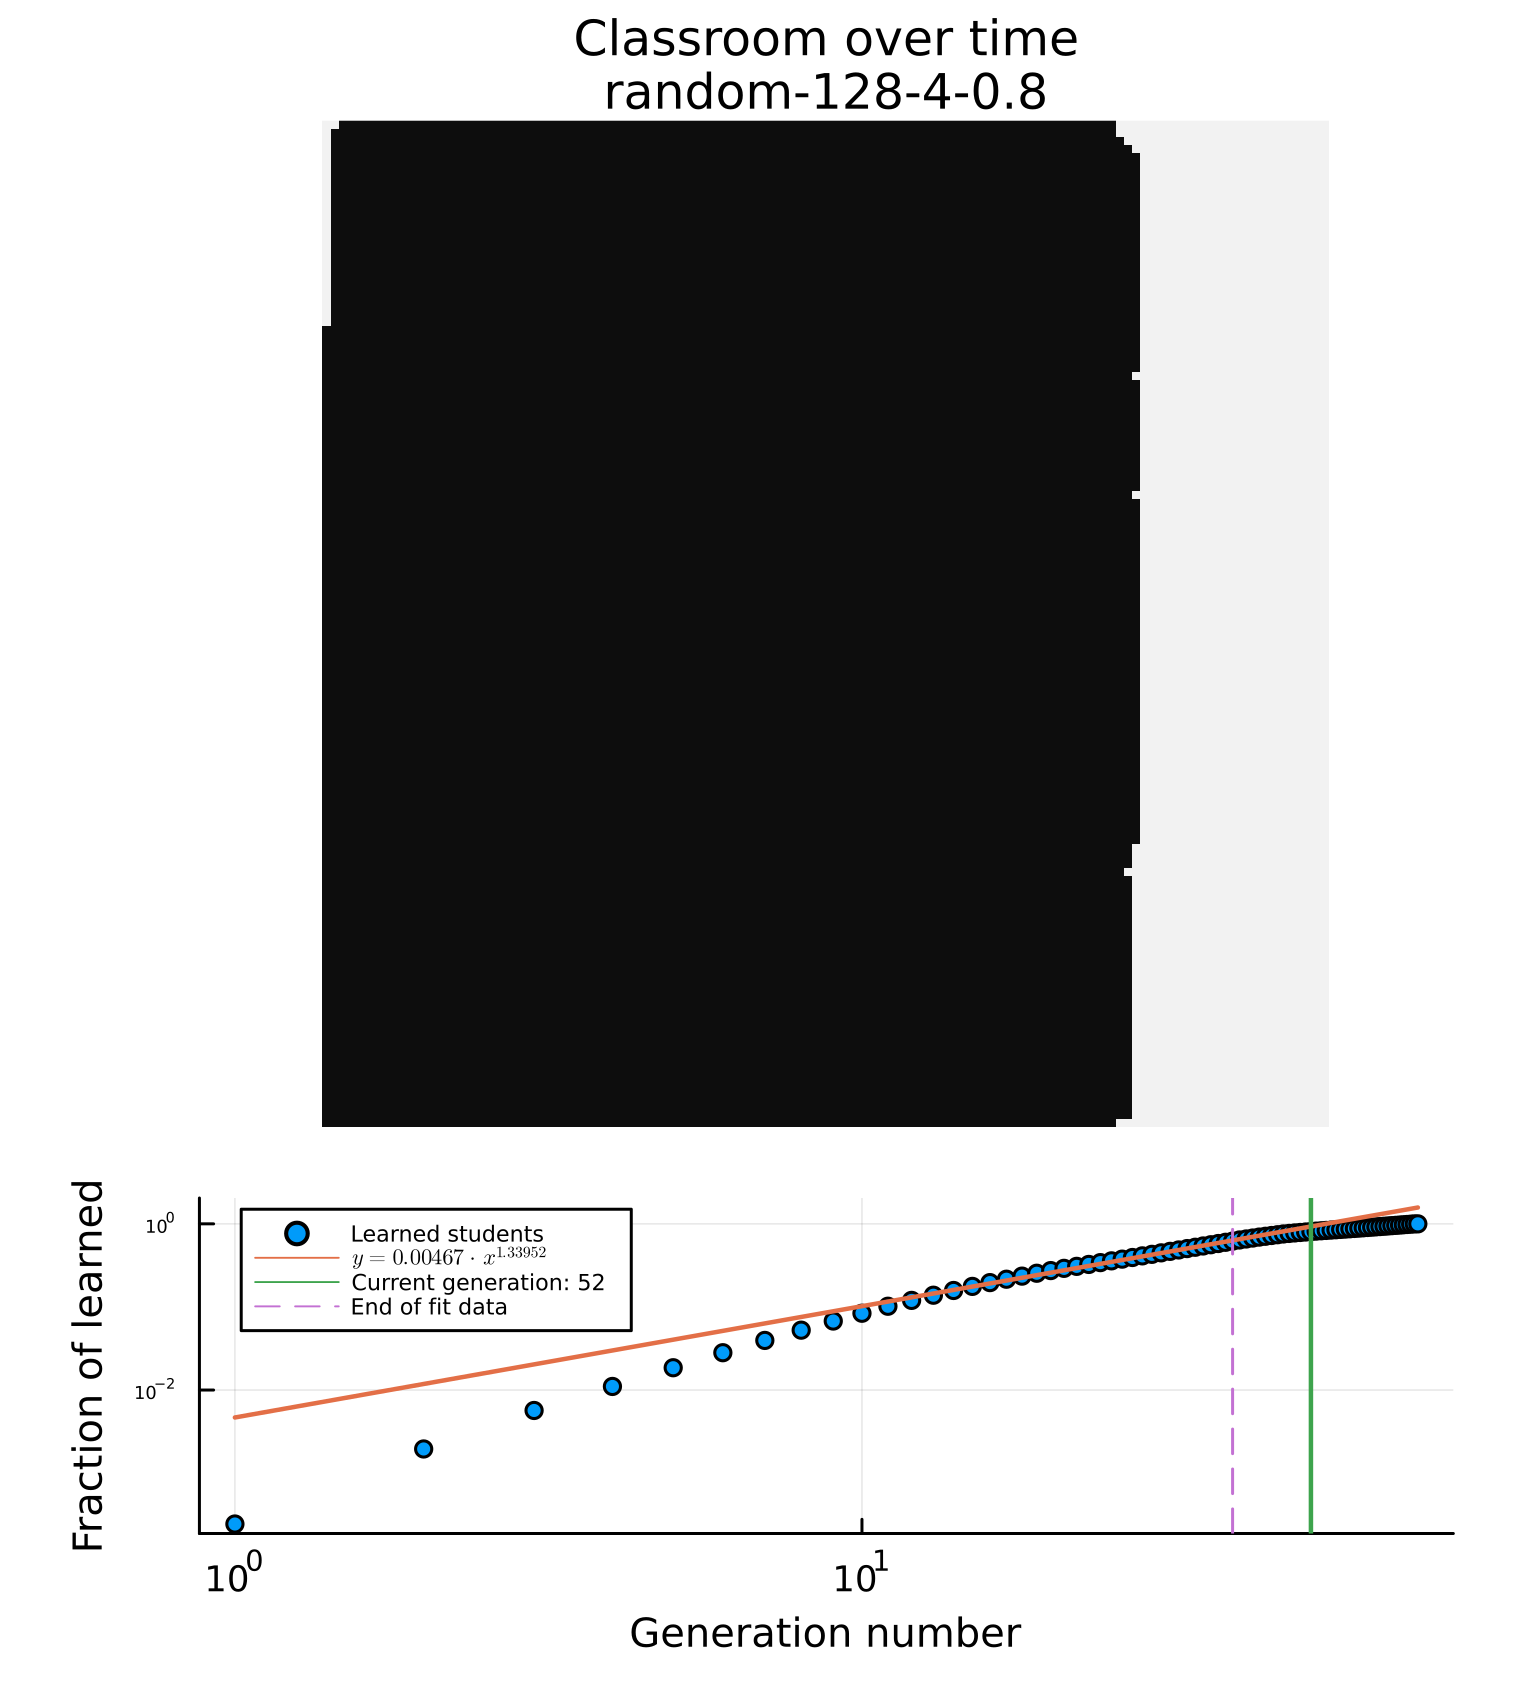 Classroom over time
random-128-4-0.8
Fraction of learned
10⁰
10⁻²
Learned students
y = 0.00467 · x^1.33952
Current generation: 52
End of fit data
10⁰
10¹
Generation number